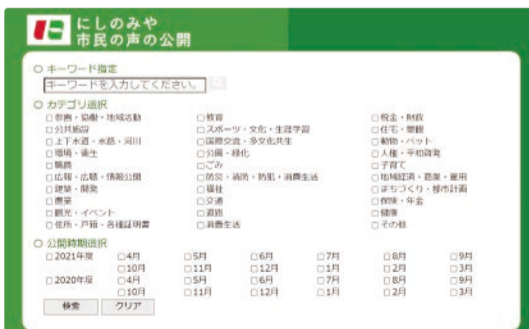 にしのみや
市民の声の公開
○ キーワード指定
キーワードを入力してください。
○ カテゴリ選択
□参画・協働・地域活動 □教育 □税金・財政
□公共施設 □スポーツ・文化・生涯学習 □住宅・景観
□上下水道・水路・河川 □国際交流・多文化共生 □動物・ペット
□環境・衛生 □公園・緑化 □人権・平和啓発
□職員 □ごみ □子育て
□広報・広聴・情報公開 □防災・消防・防犯・消費生活 □地域経済・商業・雇用
□建築・開発 □福祉 □まちづくり・都市計画
□農業 □交通 □保険・年金
□観光・イベント □道路 □健康
□住所・戸籍・各種証明書 □消費生活 □その他
○ 公開時期選択
□2021年度 □4月 □5月 □6月 □7月 □8月 □9月
□10月 □11月 □12月 □1月 □2月 □3月
□2020年度 □4月 □5月 □6月 □7月 □8月 □9月
□10月 □11月 □12月 □1月 □2月 □3月
検索 クリア